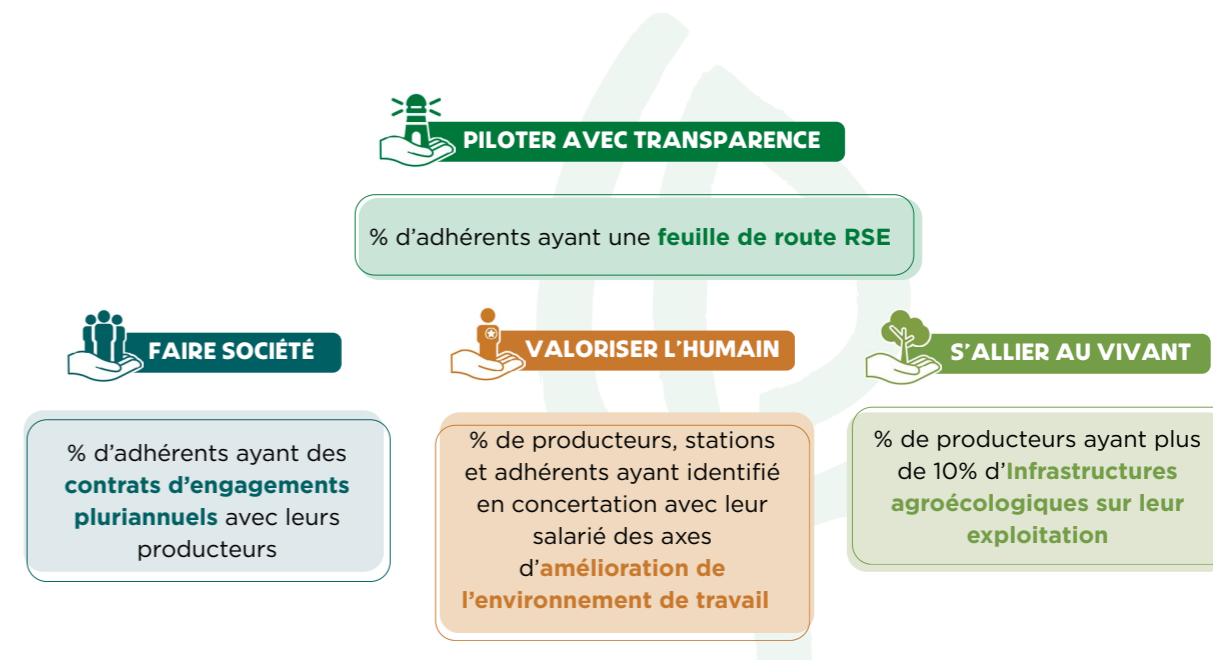 PILOTER AVEC TRANSPARENCE
% d'adhérents ayant une feuille de route RSE
FAIRE SOCIÉTÉ
% d'adhérents ayant des
contrats d'engagements
pluriannuels avec leurs
producteurs
VALORISER L'HUMAIN
% de producteurs, stations
et adhérents ayant identifié
en concertation avec leur
salarié des axes
d'amélioration de
l'environnement de travail
S'ALLIER AU VIVANT
% de producteurs ayant plus
de 10% d'Infrastructures
agroécologiques sur leur
exploitation